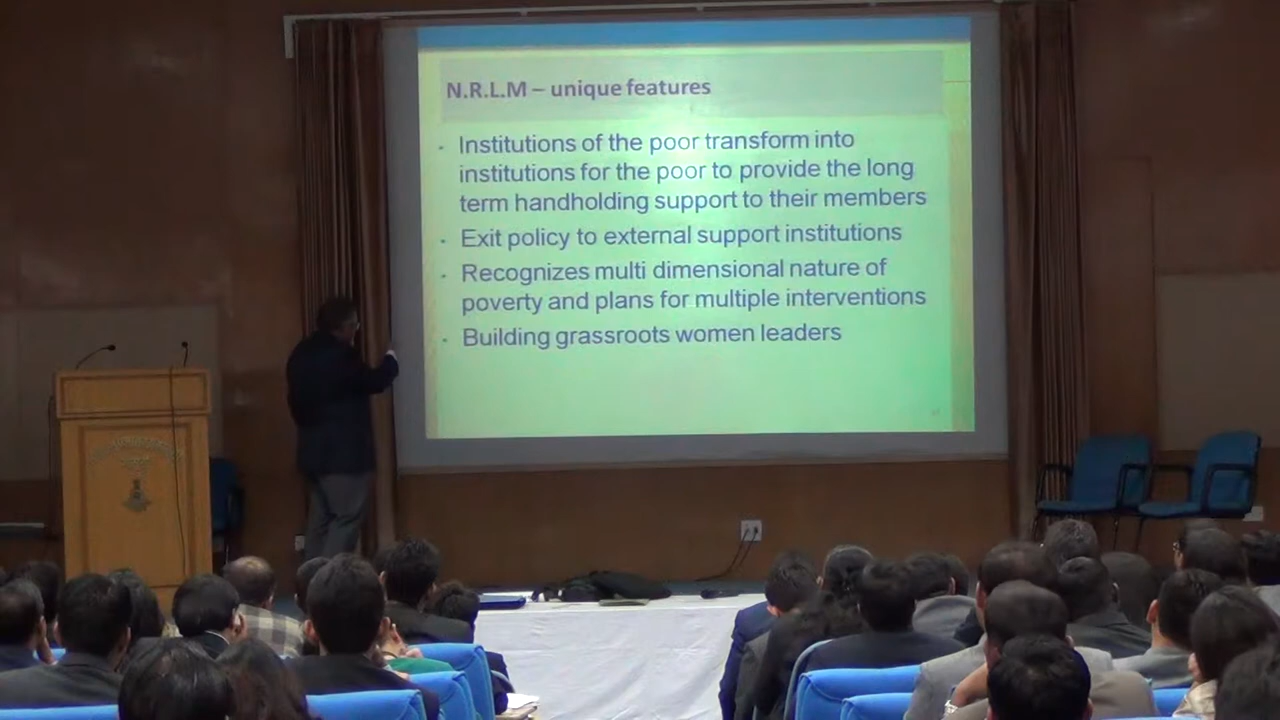 N.R.L.M – unique features
Institutions of the poor transform into
institutions for the poor to provide the long
term handholding support to their members
Exit policy to external support institutions
Recognizes multi dimensional nature of
poverty and plans for multiple interventions
Building grassroots women leaders